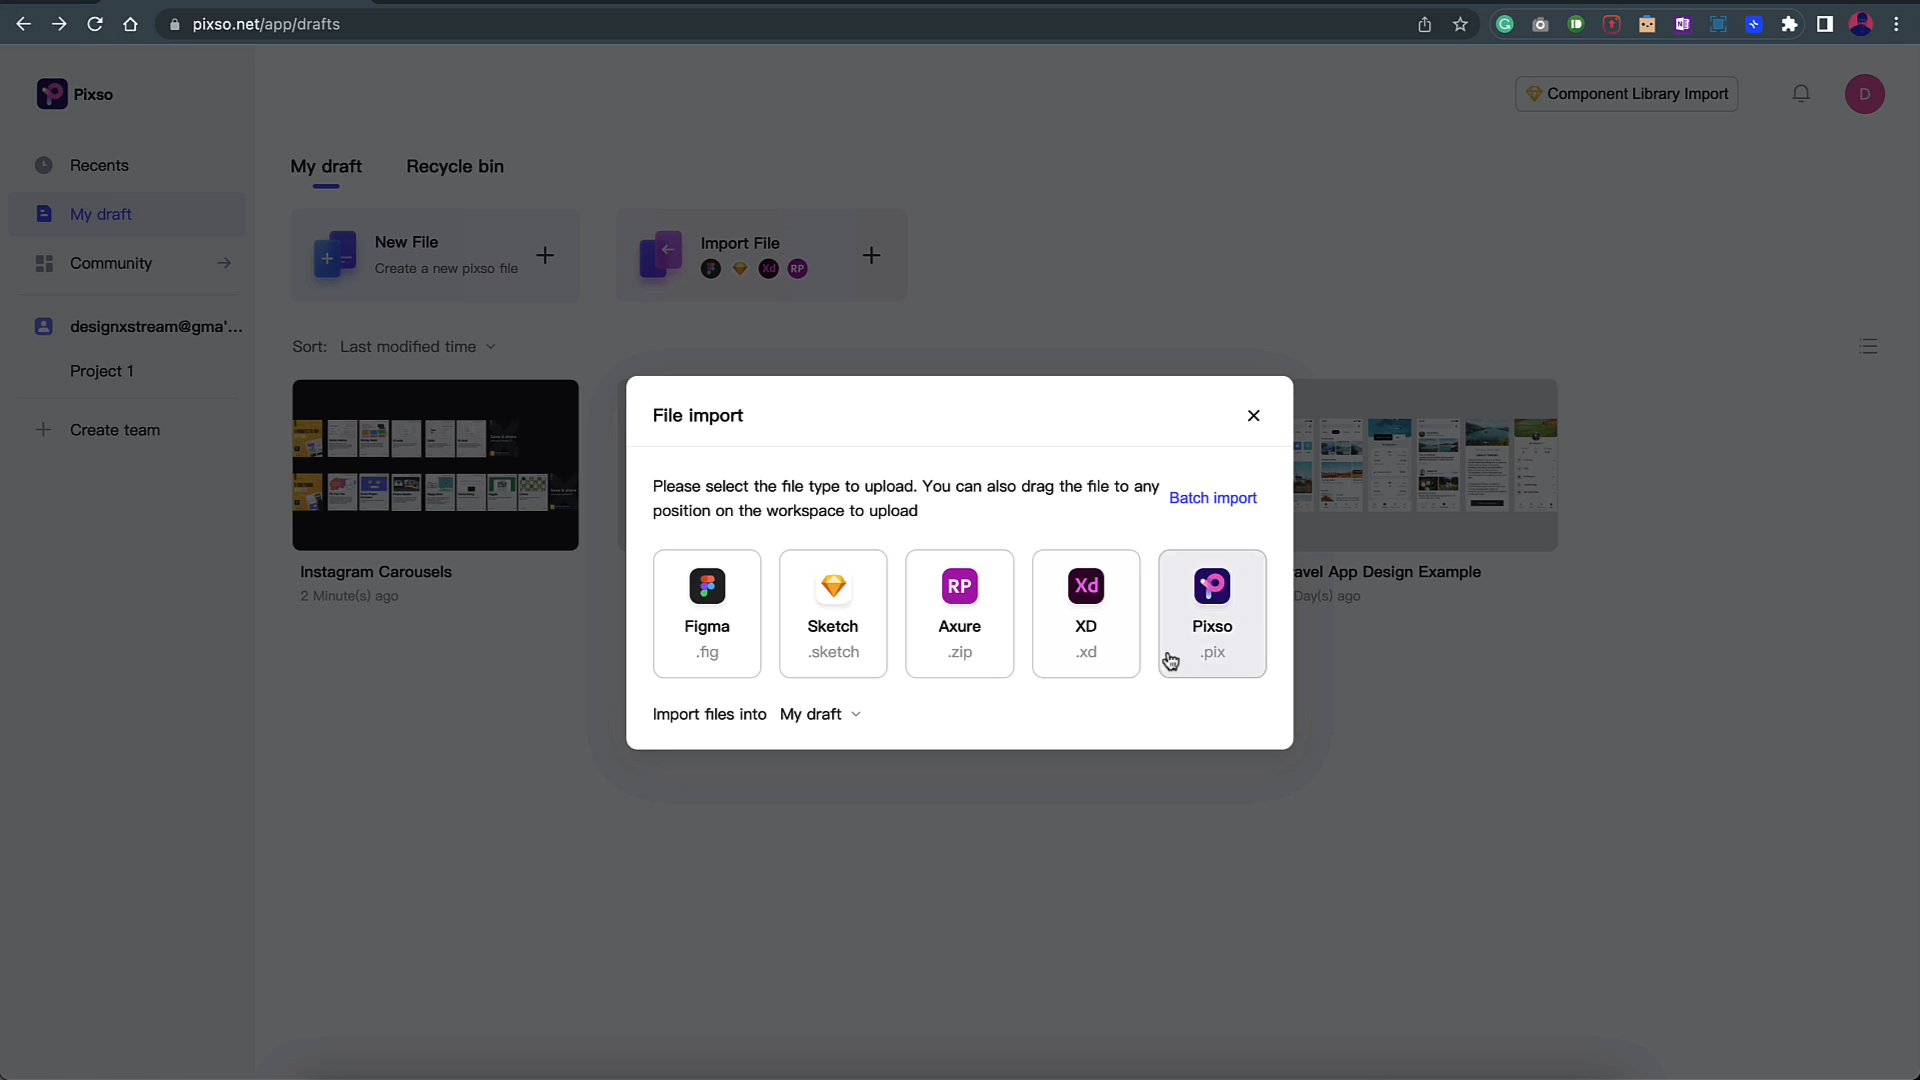 pixso.net/app/drafts
Pixso
Component Library Import
D
Recents
My draft
Recycle bin
My draft
New File
Create a new pixso file
Import File
Xd RP
Community
designxstream@gma'...
Sort: Last modified time
Project 1
Create team
File import
Please select the file type to upload. You can also drag the file to any
position on the workspace to upload
Batch import
RP
Xd
Figma
Sketch
Axure
XD
Pixso
.fig
.sketch
.zip
.xd
.pix
Import files into My draft
Instagram Carousels
2 Minute(s) ago
avel App Design Example
Day(s) ago